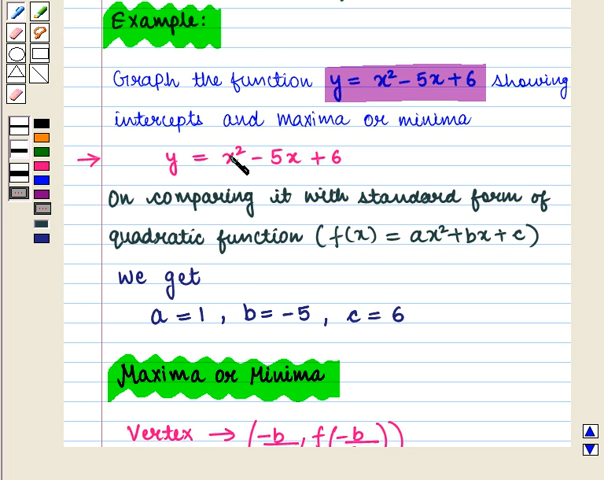 Example:
Graph the function y = x² - 5x + 6 showing
intercepts and maxima or minima
→ y = x² - 5x + 6
On comparing it with standard form of
quadratic function (f(x) = ax² + bx + c)
We get
a = 1, b = -5, c = 6
Maxima or Minima
Vertex → (-b, f(-b))